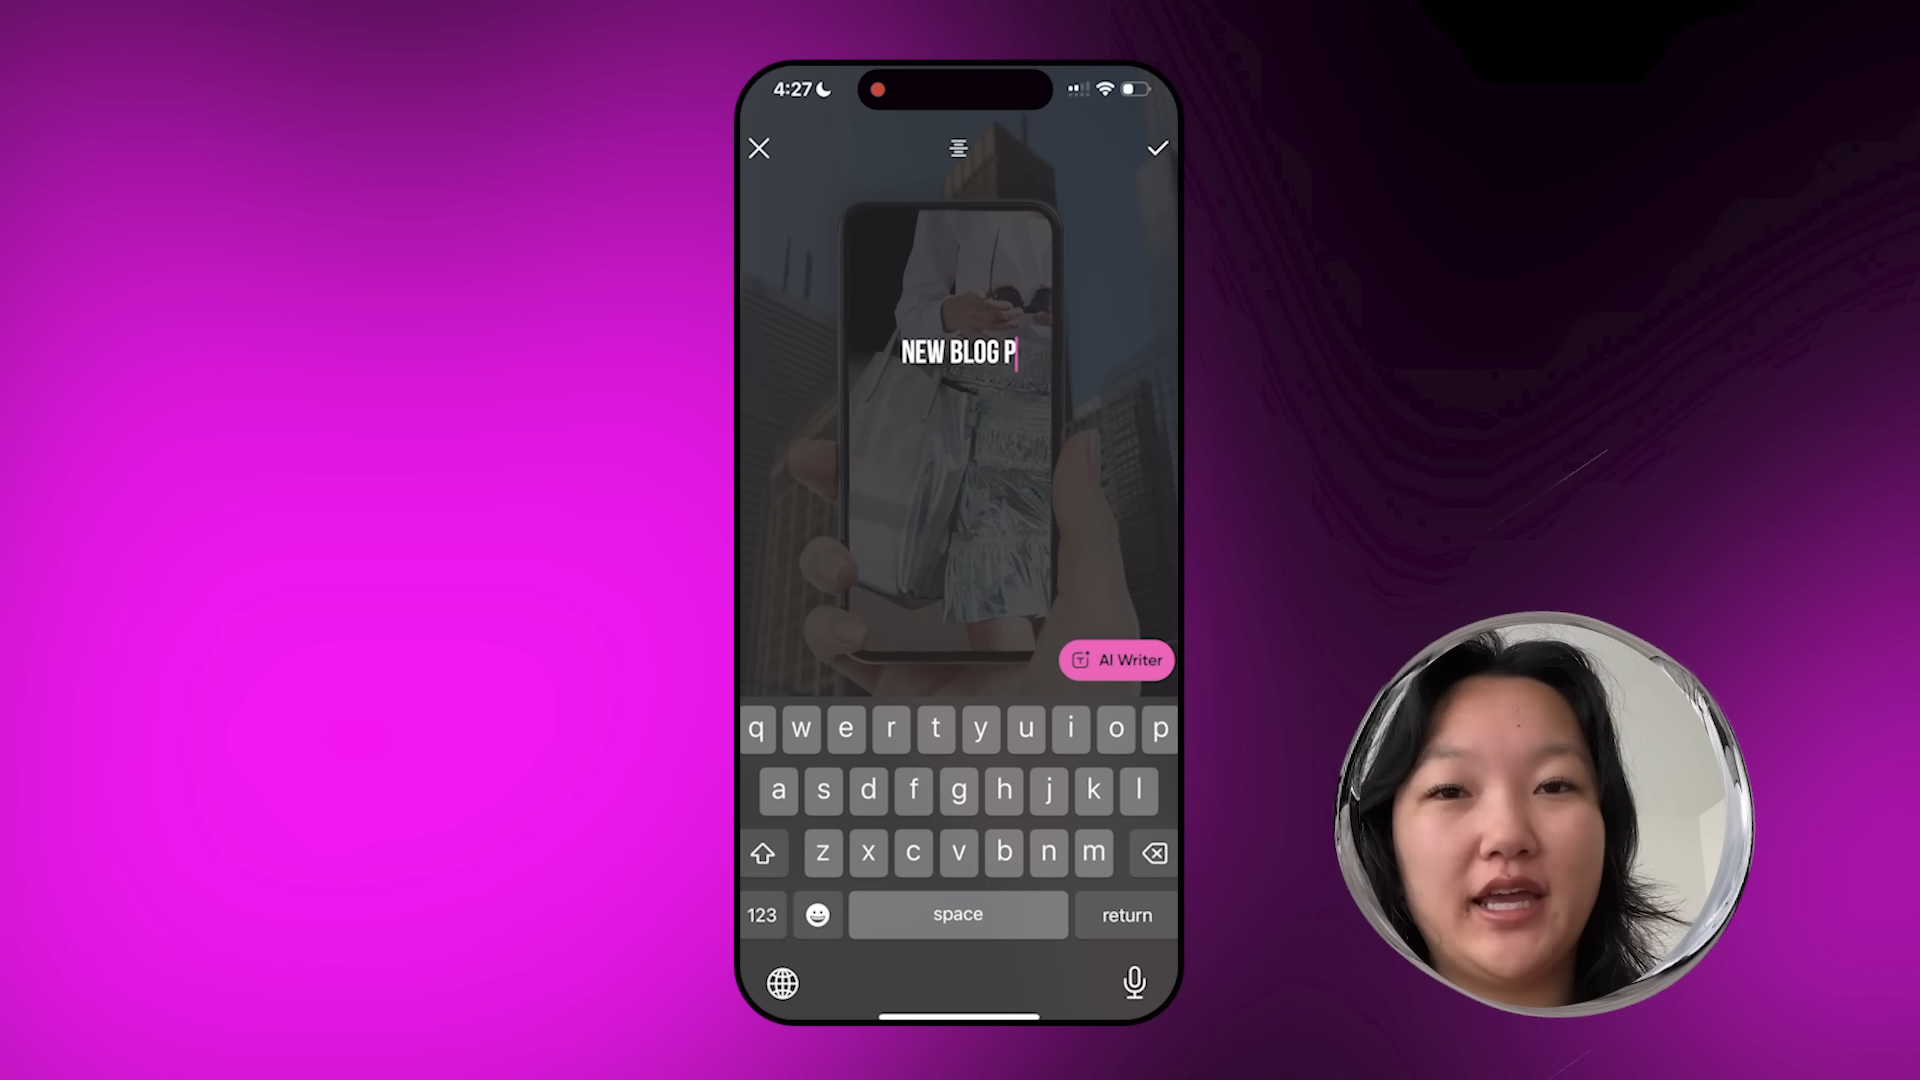 4:27
NEW BLOG P
AI Writer
q w e r t y u i o p
a s d f g h j k l
z x c v b n m
123 space return